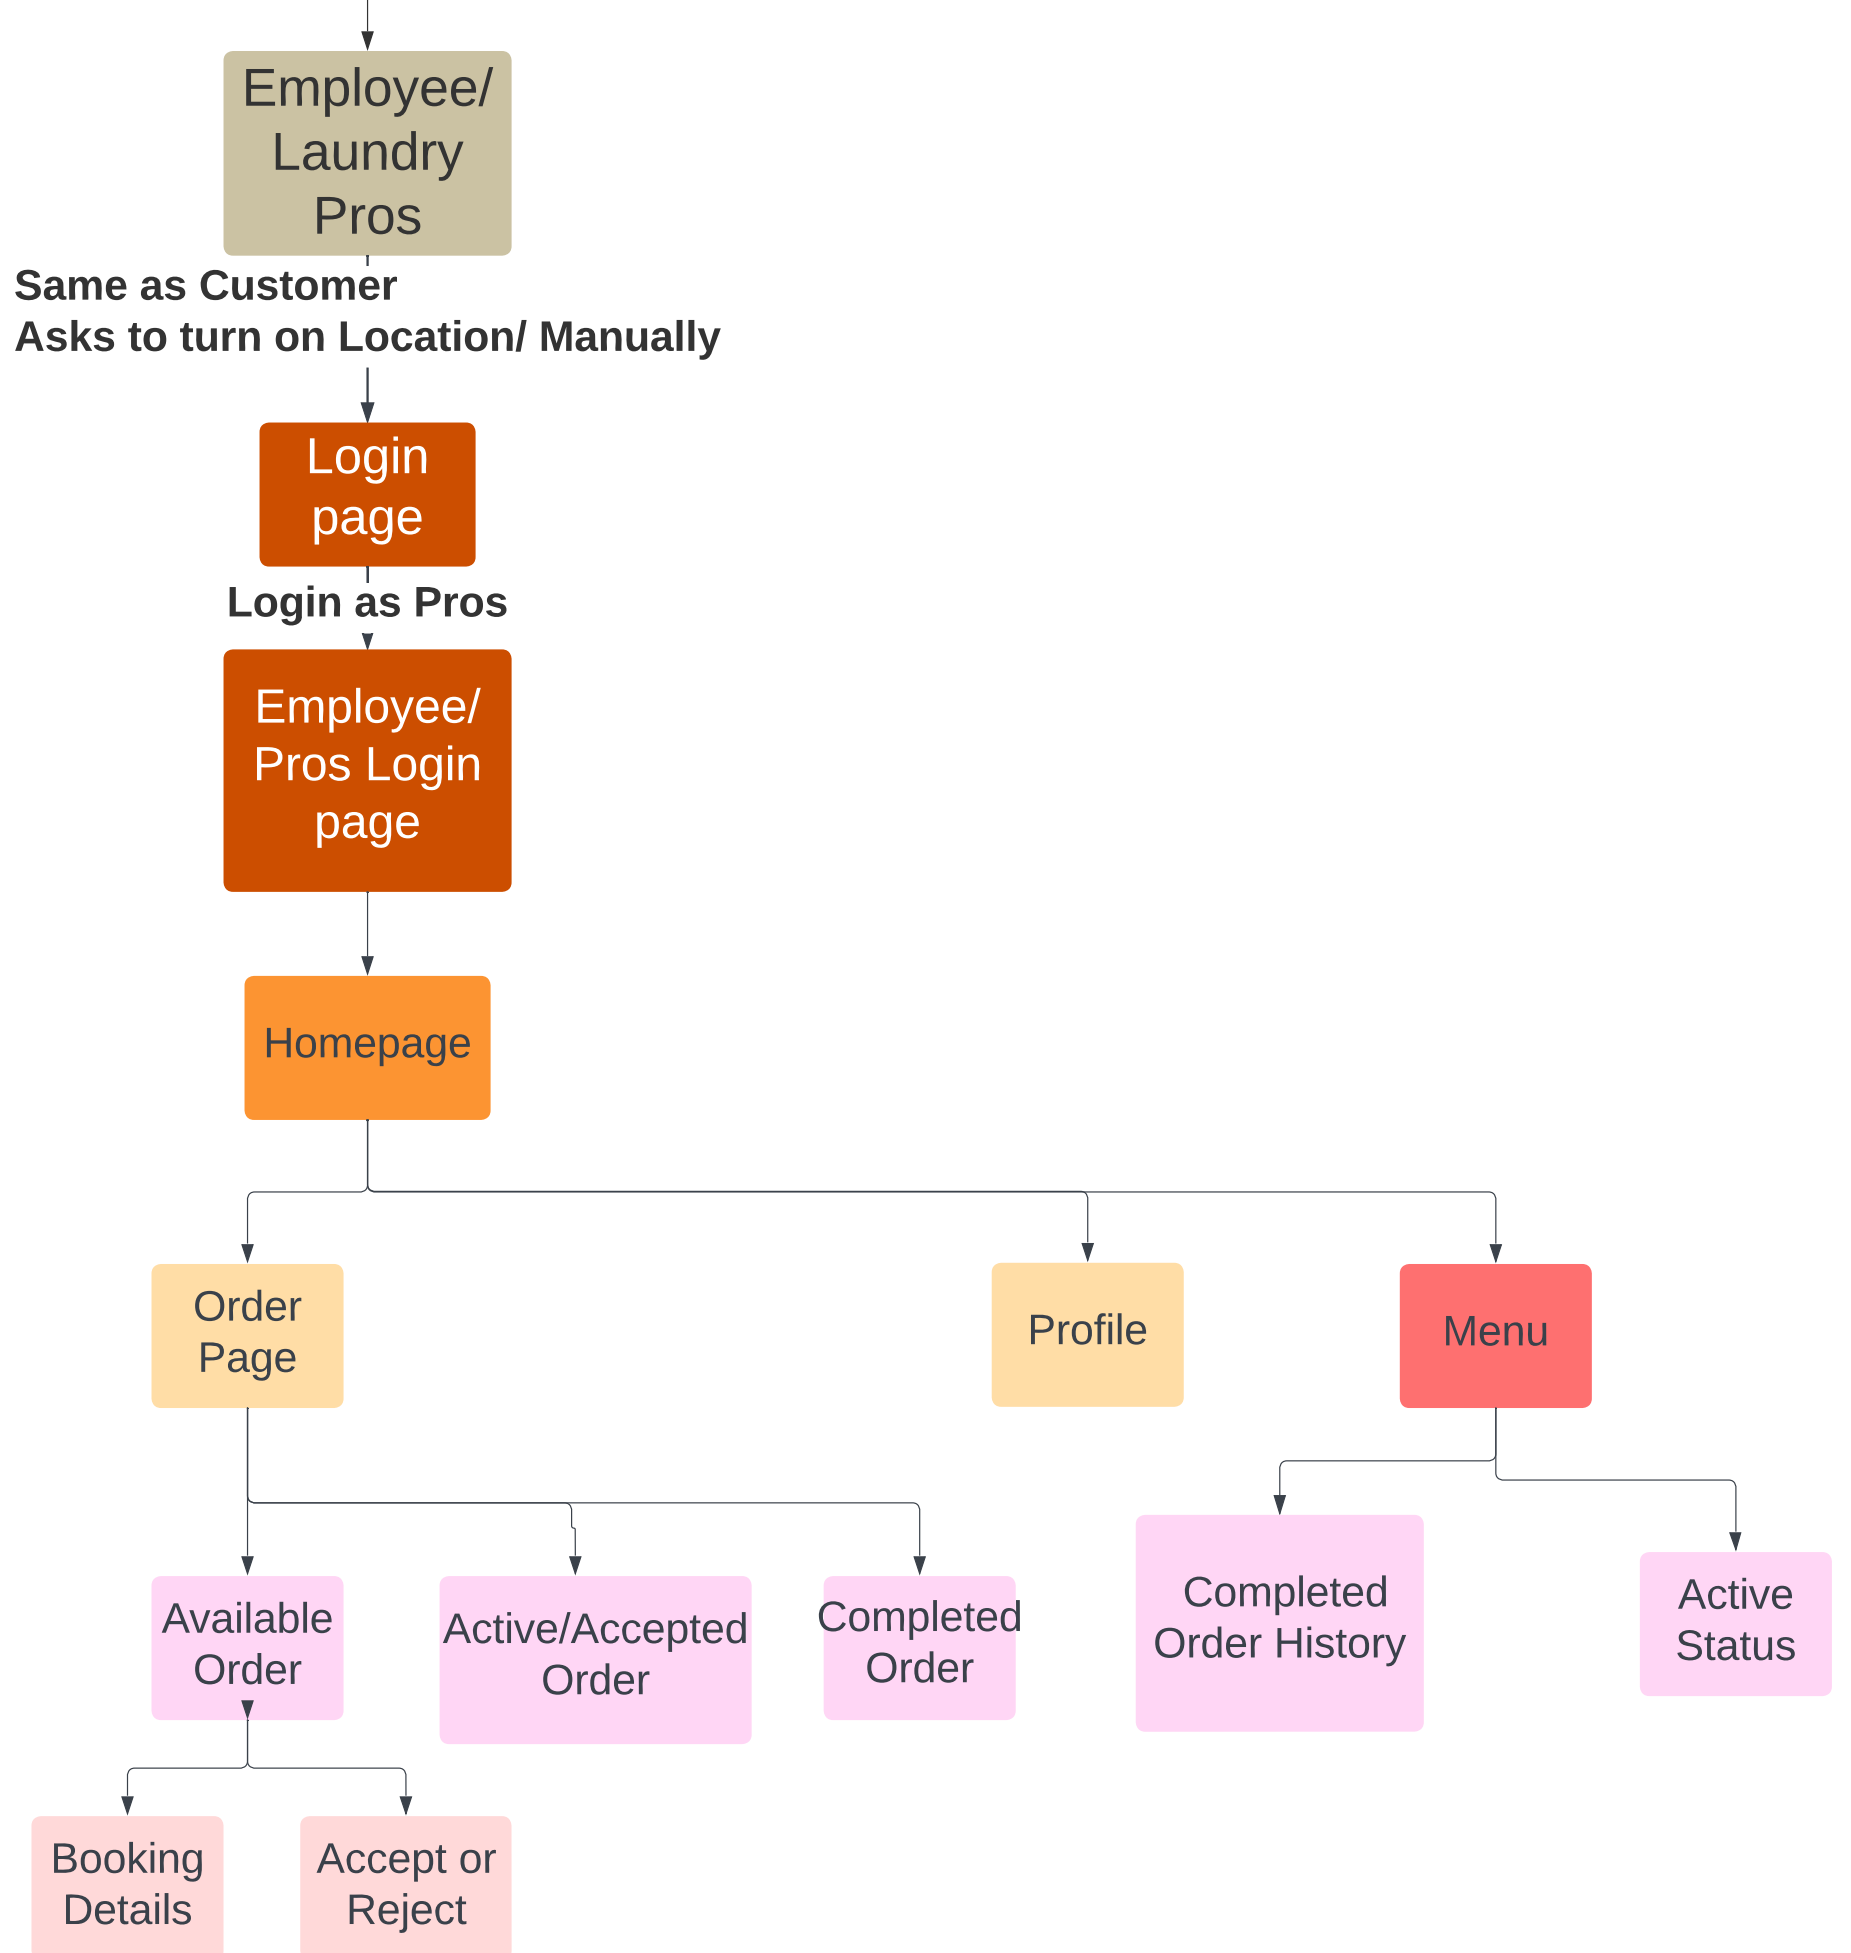 Employee/
Laundry
Pros
Same as Customer
Asks to turn on Location/ Manually
Login
page
Login as Pros
Employee/
Pros Login
page
Homepage
Order
Page
Profile
Menu
Available
Order
Active/Accepted
Order
Completed
Order
Completed
Order History
Active
Status
Booking
Details
Accept or
Reject